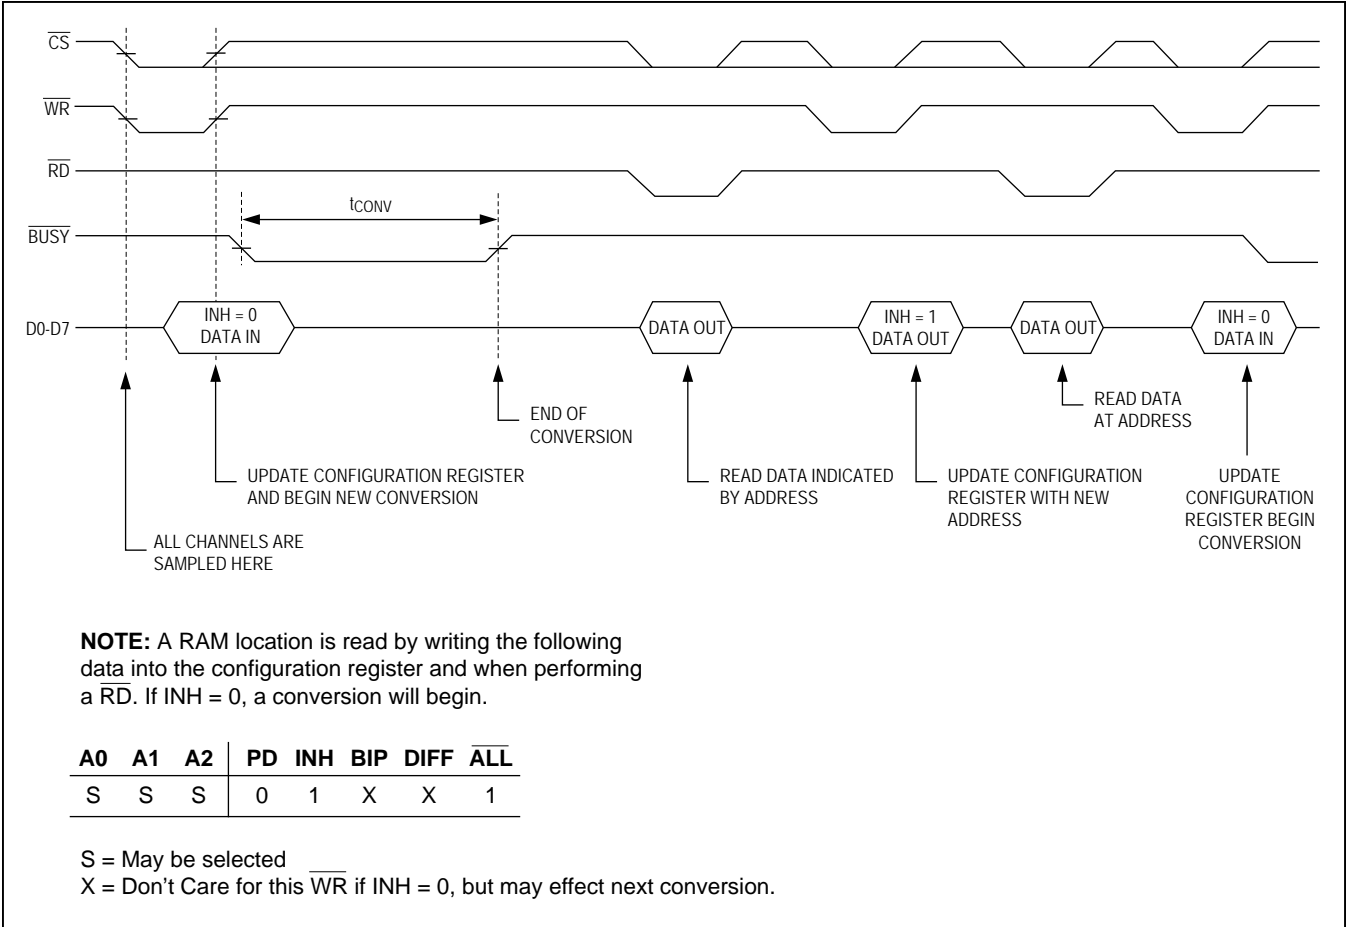 CS
WR
RD
tCONV
BUSY
D0-D7
INH = 0
DATA IN
DATA OUT
INH = 1
DATA OUT
DATA OUT
INH = 0
DATA IN
READ DATA
AT ADDRESS
END OF
CONVERSION
UPDATE CONFIGURATION REGISTER
AND BEGIN NEW CONVERSION
READ DATA INDICATED
BY ADDRESS
UPDATE CONFIGURATION
REGISTER WITH NEW
ADDRESS
UPDATE
CONFIGURATION
REGISTER BEGIN
CONVERSION
ALL CHANNELS ARE
SAMPLED HERE
NOTE: A RAM location is read by writing the following
data into the configuration register and when performing
a RD. If INH = 0, a conversion will begin.
A0 A1 A2 PD INH BIP DIFF ALL
S S S 0 1 X X 1
S = May be selected
X = Don't Care for this WR if INH = 0, but may effect next conversion.